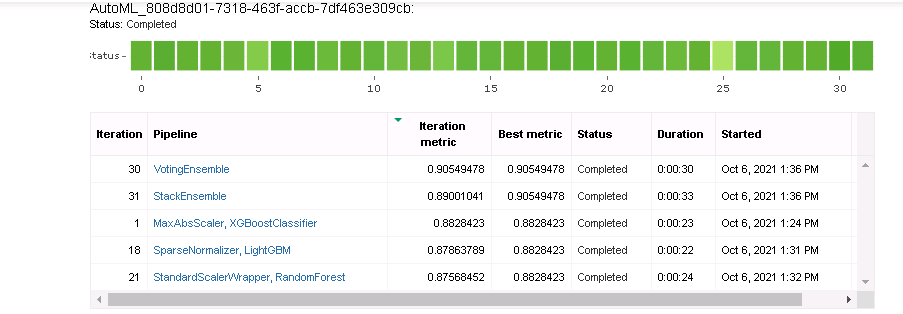 AutoML_808d8d01-7318-463f-accb-7df463e309cb:
Status: Completed
Status
0 5 10 15 20 25 30
Iteration Pipeline Iteration metric Best metric Status Duration Started
30 VotingEnsemble 0.90549478 0.90549478 Completed 0:00:30 Oct 6, 2021 1:36 PM
31 StackEnsemble 0.89001041 0.90549478 Completed 0:00:33 Oct 6, 2021 1:36 PM
1 MaxAbsScaler, XGBoostClassifier 0.8828423 0.8828423 Completed 0:00:23 Oct 6, 2021 1:24 PM
18 SparseNormalizer, LightGBM 0.87863789 0.8828423 Completed 0:00:22 Oct 6, 2021 1:31 PM
21 StandardScalerWrapper, RandomForest 0.87568452 0.8828423 Completed 0:00:24 Oct 6, 2021 1:32 PM